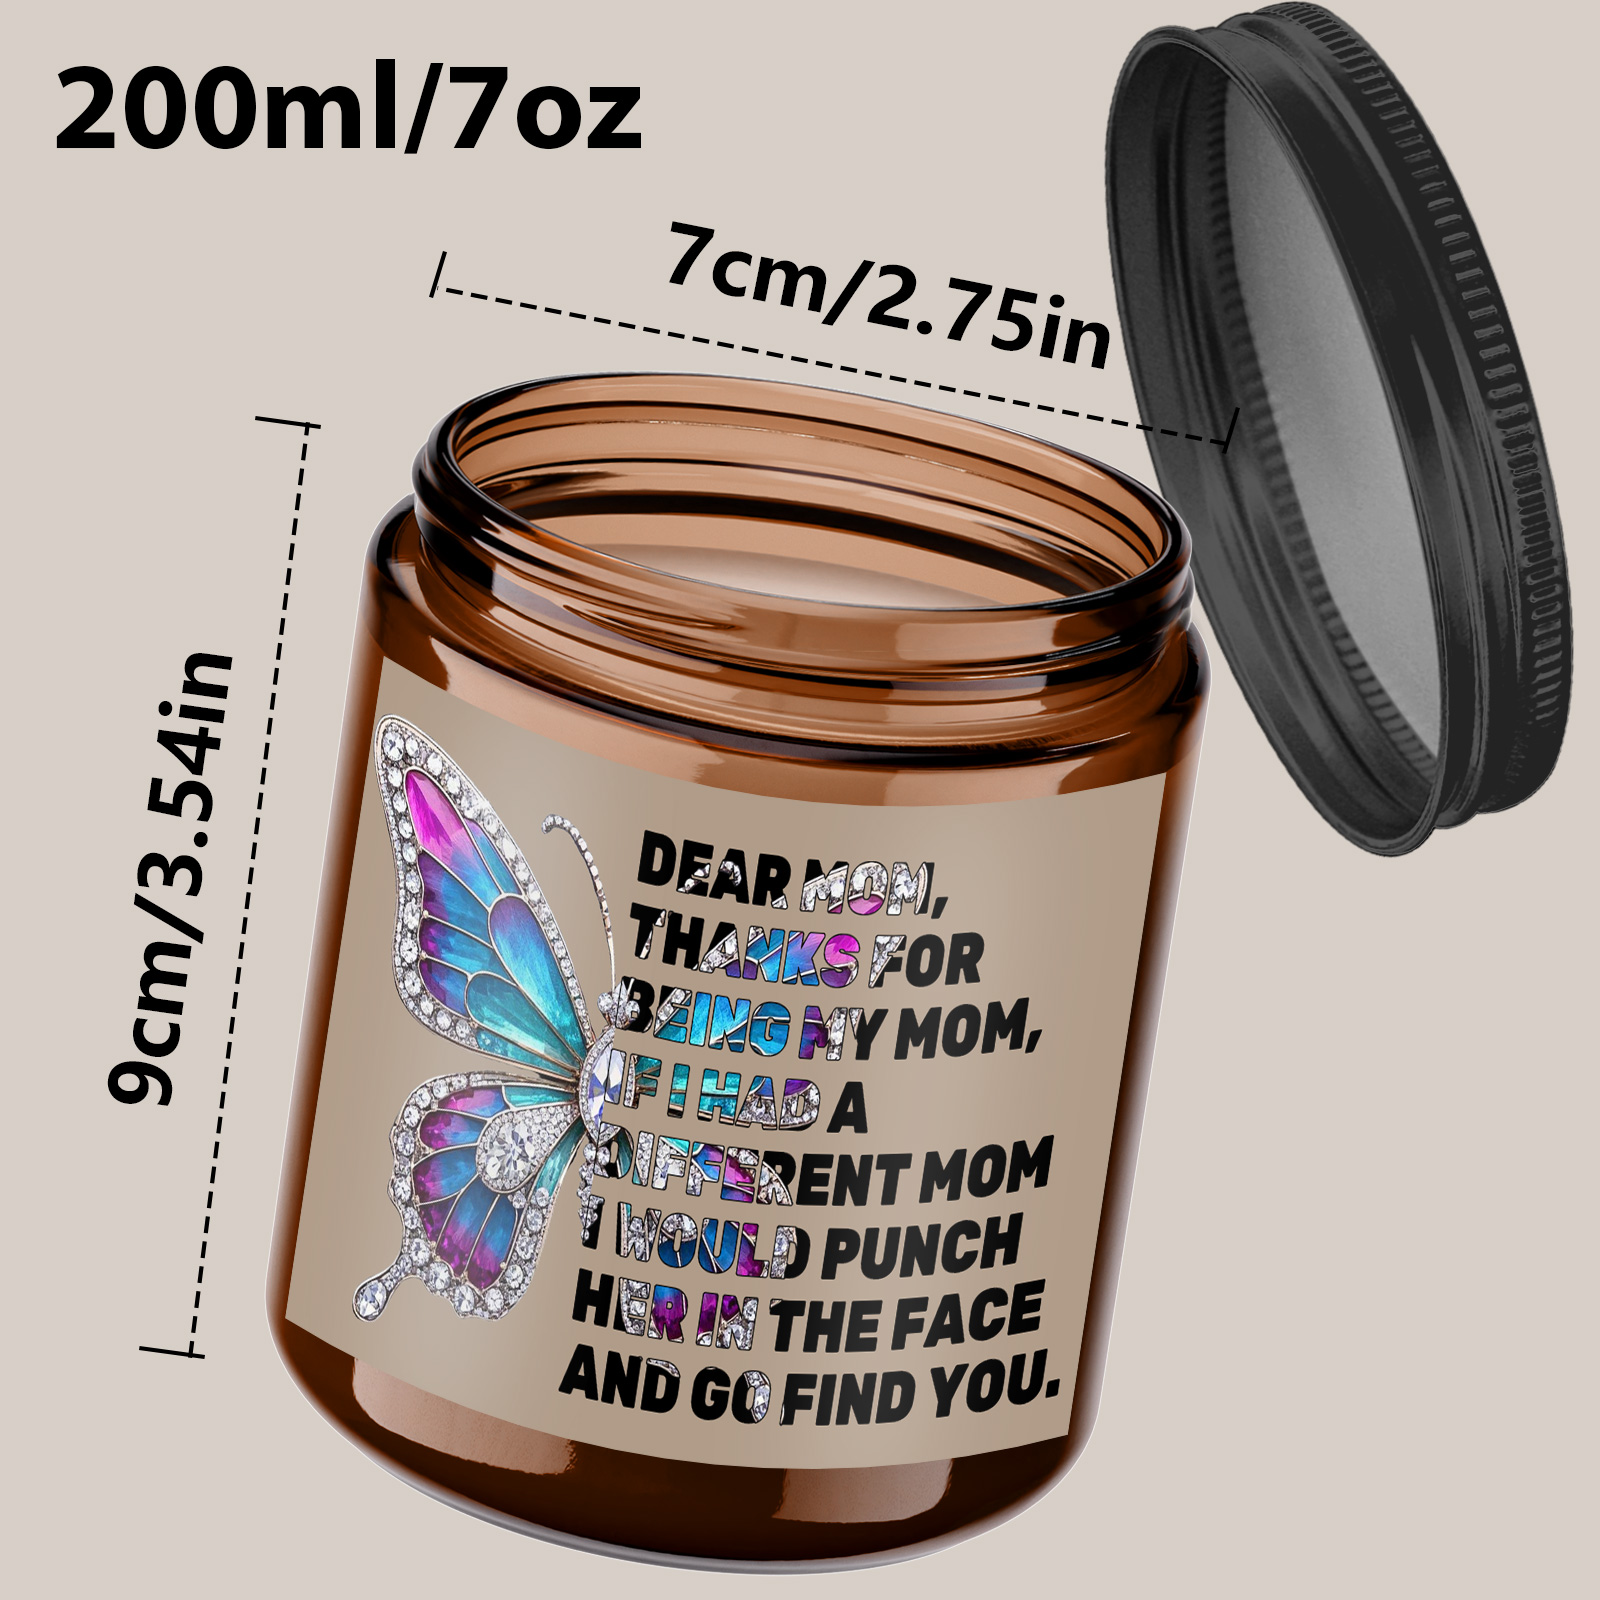 200ml/7oz
7cm/2.75in
9cm/3.54in
DEAR MOM,
THANKS FOR
BEING MY MOM,
IF I HAD A
DIFFERENT MOM
I WOULD PUNCH
HER IN THE FACE
AND GO FIND YOU.